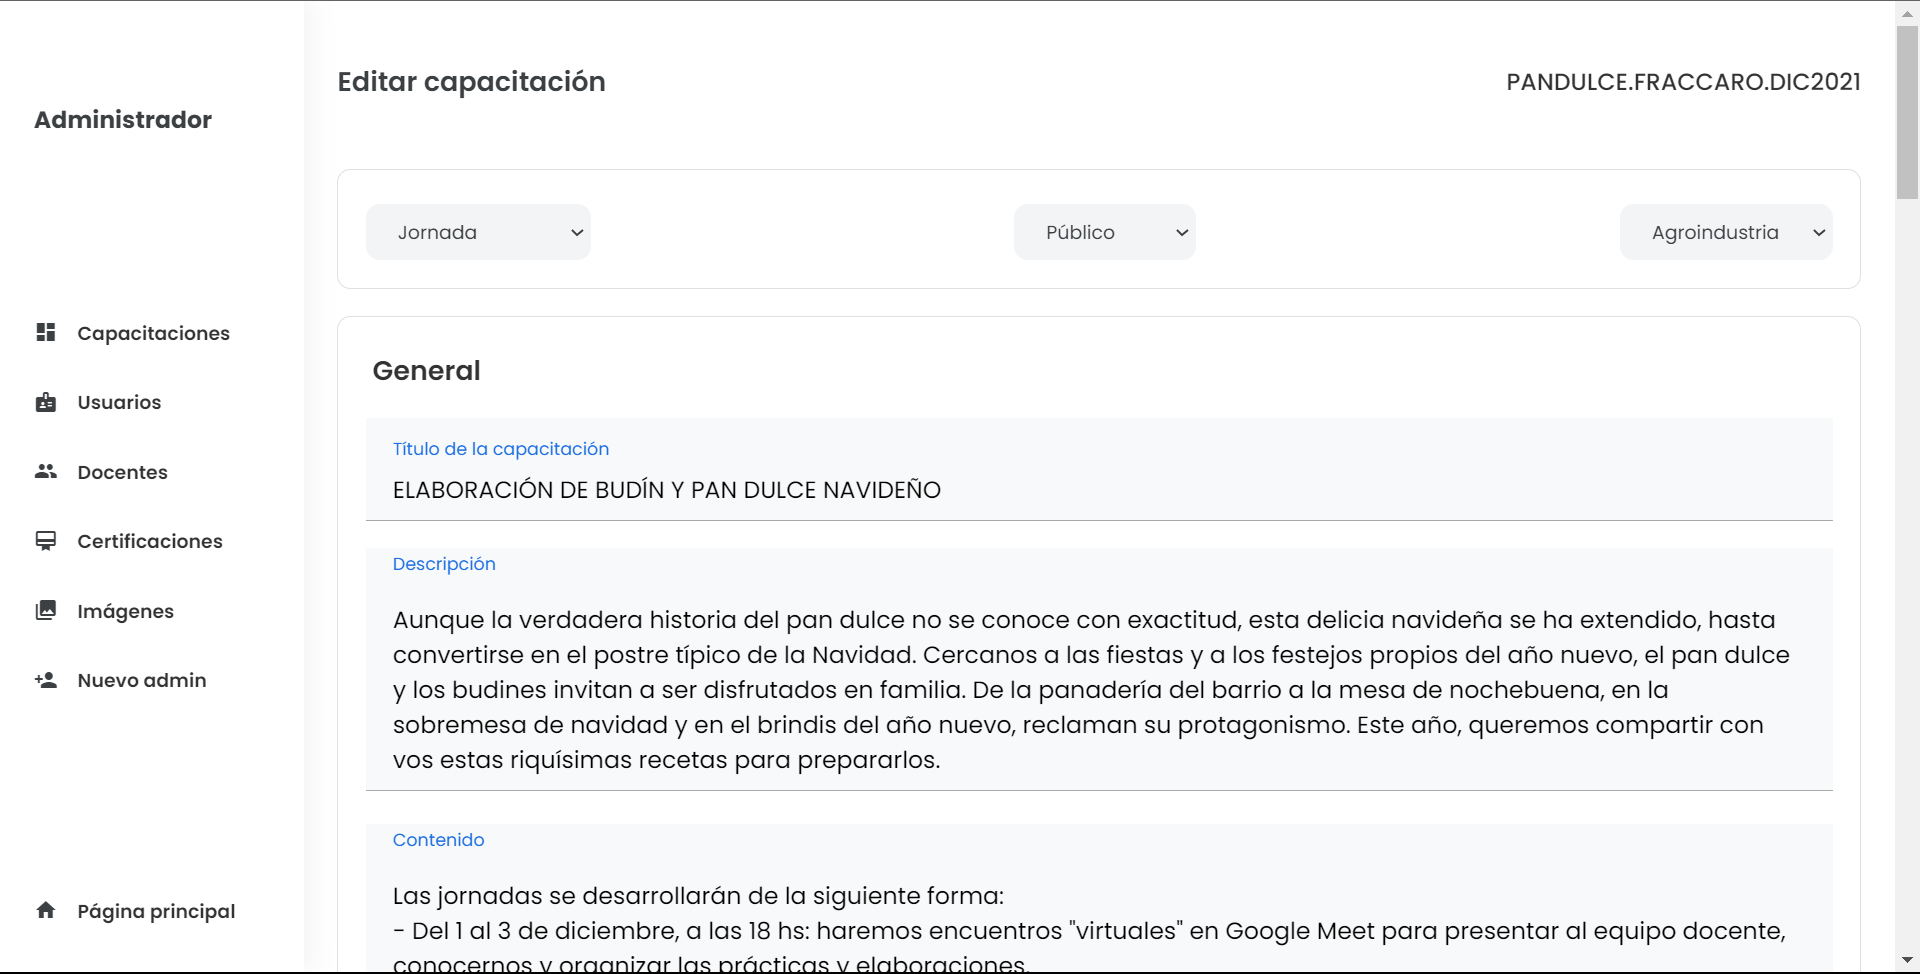 Administrador
Capacitaciones
Usuarios
Docentes
Certificaciones
Imágenes
Nuevo admin
Página principal
Editar capacitación
PANDULCE.FRACCARO.DIC2021
Jornada
Público
Agroindustria
General
Título de la capacitación
ELABORACIÓN DE BUDÍN Y PAN DULCE NAVIDEÑO
Descripción
Aunque la verdadera historia del pan dulce no se conoce con exactitud, esta delicia navideña se ha extendido, hasta
convertirse en el postre típico de la Navidad. Cercanos a las fiestas y a los festejos propios del año nuevo, el pan dulce
y los budines invitan a ser disfrutados en familia. De la panadería del barrio a la mesa de nochebuena, en la
sobremesa de navidad y en el brindis del año nuevo, reclaman su protagonismo. Este año, queremos compartir con
vos estas riquísimas recetas para prepararlos.
Contenido
Las jornadas se desarrollarán de la siguiente forma:
- Del 1 al 3 de diciembre, a las 18 hs: haremos encuentros "virtuales" en Google Meet para presentar al equipo docente,
conocernos y organizar las prácticas y elaboraciones.